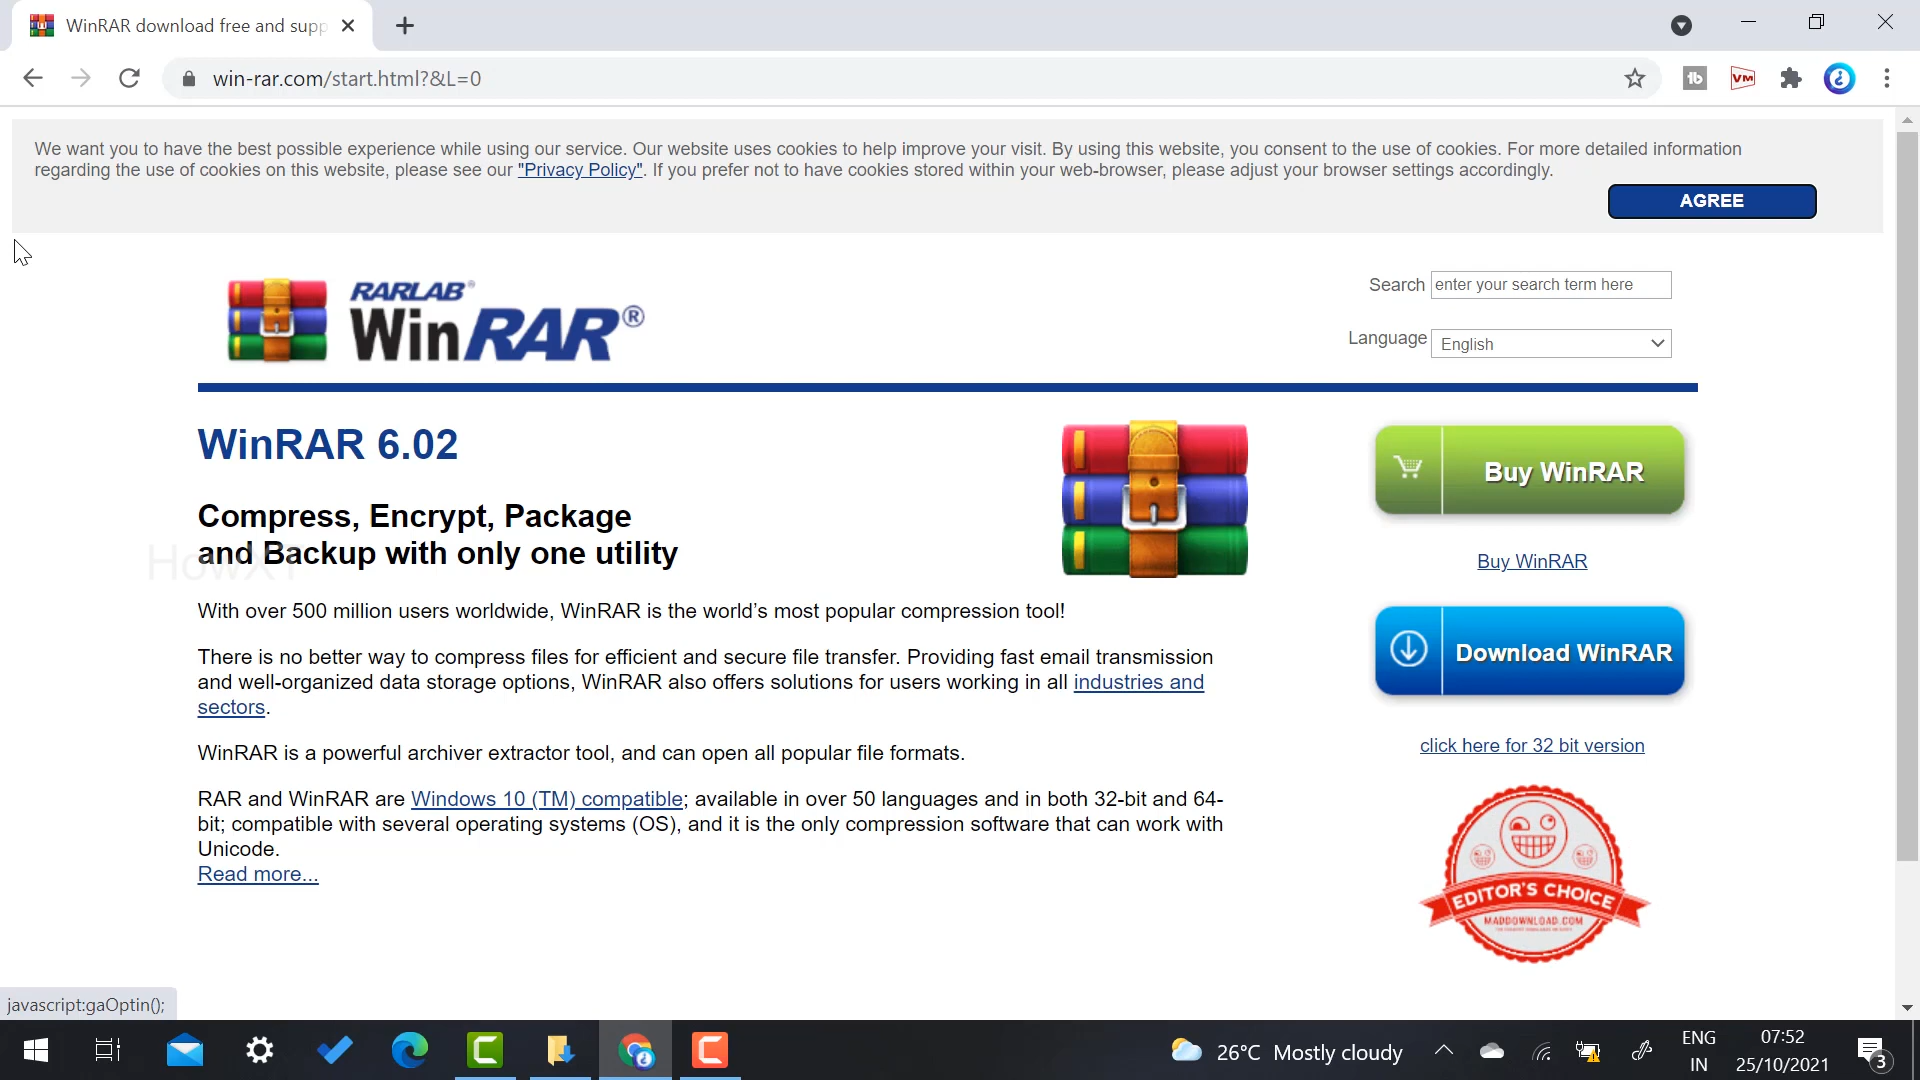 WinRAR download free and supp
win-rar.com/start.html?&L=0
We want you to have the best possible experience while using our service. Our website uses cookies to help improve your visit. By using this website, you consent to the use of cookies. For more detailed information
regarding the use of cookies on this website, please see our "Privacy Policy". If you prefer not to have cookies stored within your web-browser, please adjust your browser settings accordingly.
AGREE
RARLAB®
WinRAR®
Search enter your search term here
Language English
WinRAR 6.02
Compress, Encrypt, Package
and Backup with only one utility
HowXT
With over 500 million users worldwide, WinRAR is the world’s most popular compression tool!
There is no better way to compress files for efficient and secure file transfer. Providing fast email transmission
and well-organized data storage options, WinRAR also offers solutions for users working in all industries and
sectors.
WinRAR is a powerful archiver extractor tool, and can open all popular file formats.
RAR and WinRAR are Windows 10 (TM) compatible; available in over 50 languages and in both 32-bit and 64-
bit; compatible with several operating systems (OS), and it is the only compression software that can work with
Unicode.
Read more...
Buy WinRAR
Buy WinRAR
Download WinRAR
click here for 32 bit version
EDITOR'S CHOICE
MADDOWNLOAD.COM
javascript:gaOptin();
26°C Mostly cloudy
ENG
IN
07:52
25/10/2021
3